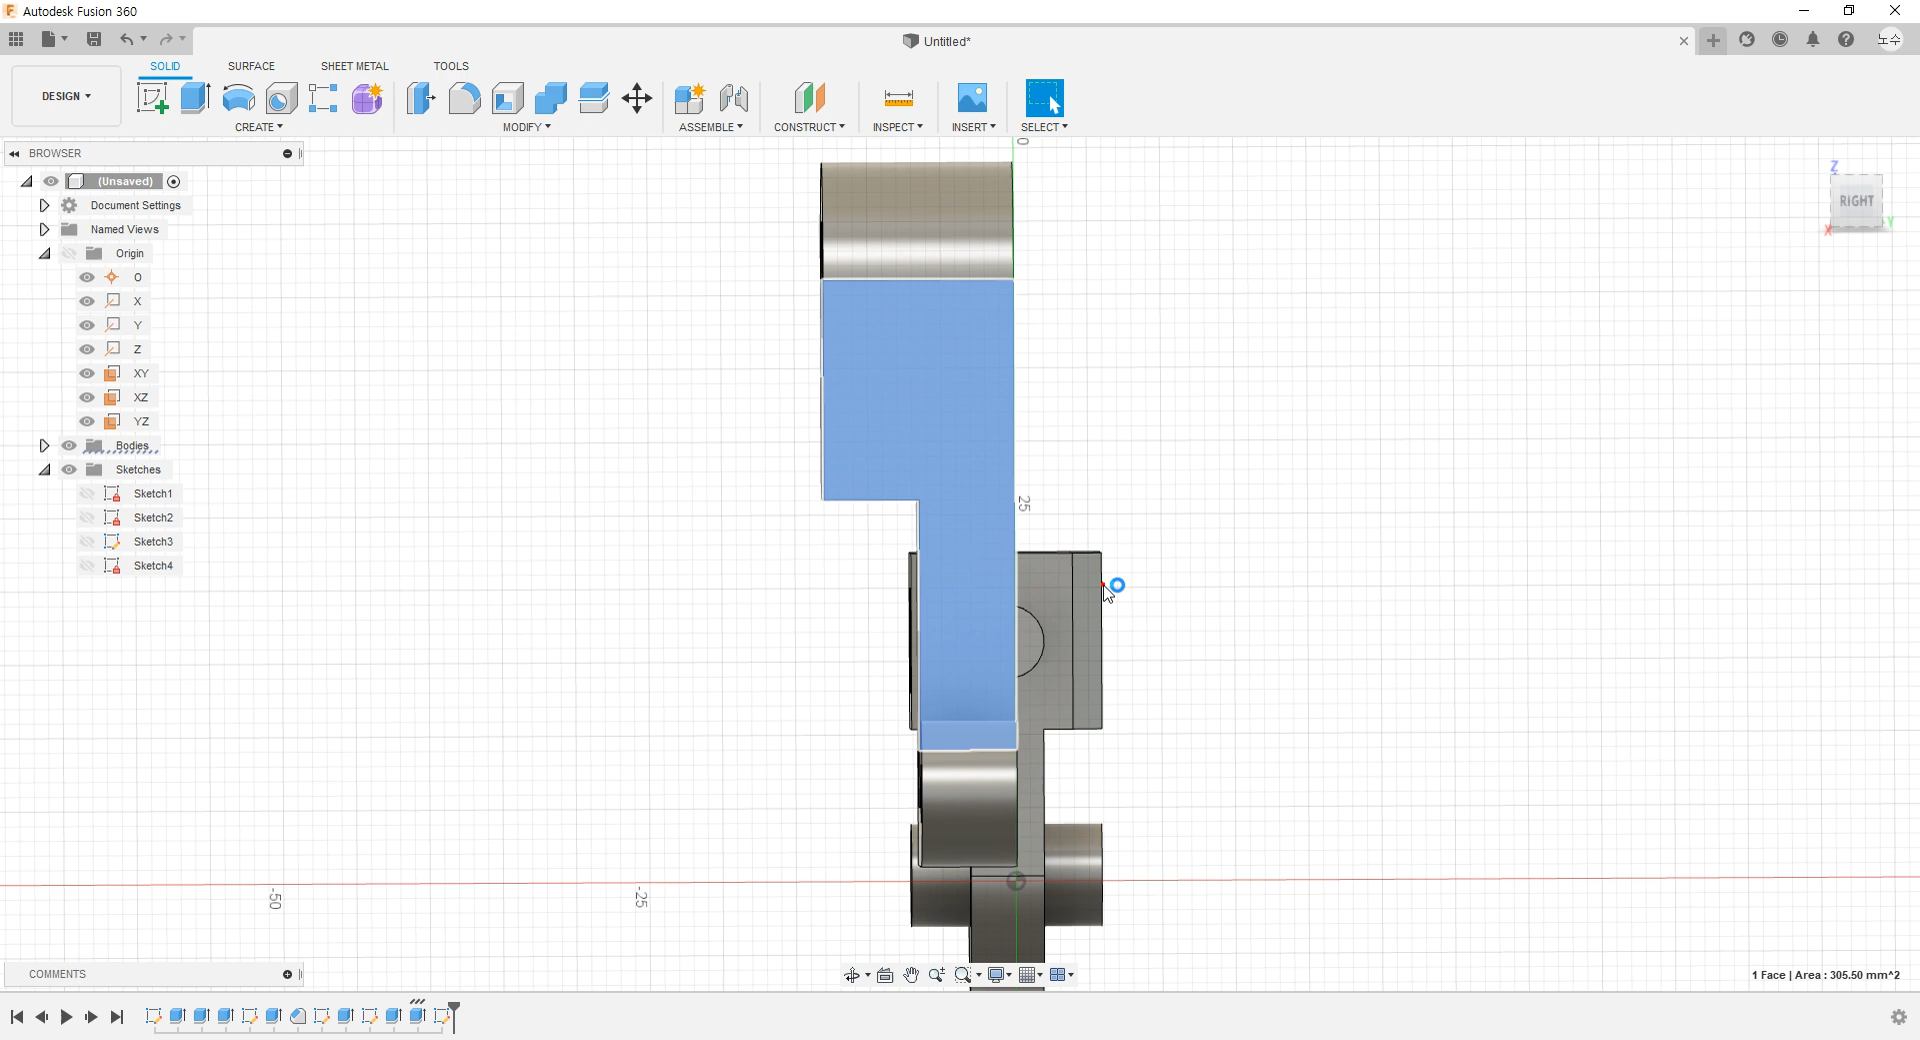 Autodesk Fusion 360
Untitled*
노수
DESIGN
SOLID
SURFACE
SHEET METAL
TOOLS
CREATE
MODIFY
ASSEMBLE
CONSTRUCT
INSPECT
INSERT
SELECT
BROWSER
(Unsaved)
Document Settings
Named Views
Origin
O
X
Y
Z
XY
XZ
YZ
Bodies
Sketches
Sketch1
Sketch2
Sketch3
Sketch4
0
25
-50
-25
Z
RIGHT
X
Y
COMMENTS
1 Face | Area : 305.50 mm^2